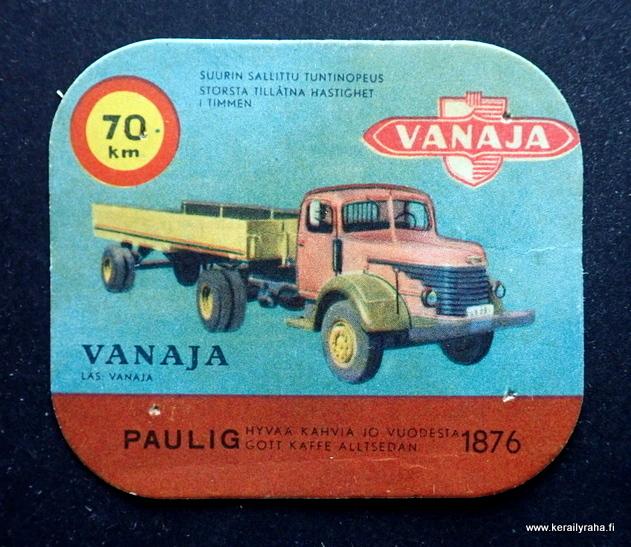 SUURIN SALLITTU TUNTINOPEUS
STÖRSTA TILLÅTNA HASTIGHET
I TIMMEN
70
km
VANAJA
VANAJA
LÄS: VANAJA
PAULIG HYVÄÄ KAHVIA JO VUODESTA 1876
GOTT KAFFE ALLTSEDAN
www.kerailyraha.fi